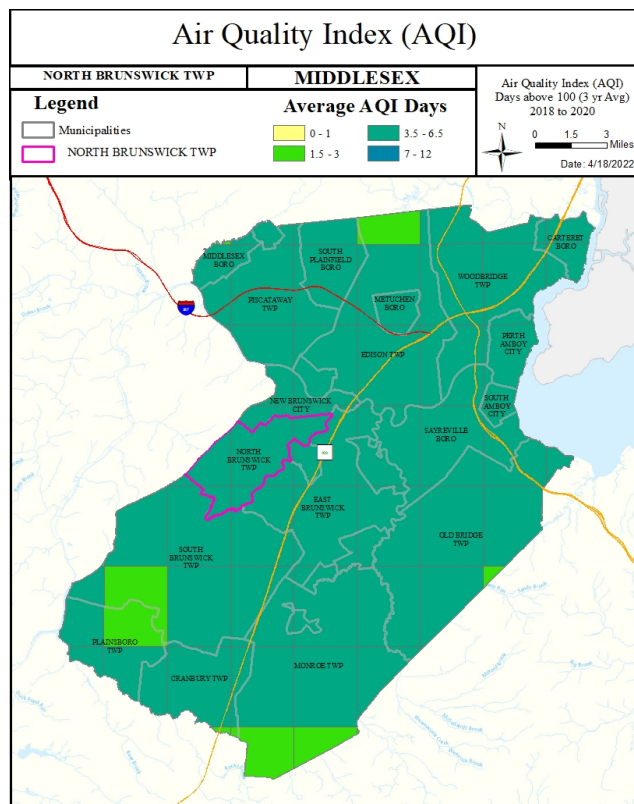 Air Quality Index (AQI)
NORTH BRUNSWICK TWP
MIDDLESEX
Legend
Municipalities
NORTH BRUNSWICK TWP
Average AQI Days
0 - 1
3.5 - 6.5
1.5 - 3
7 - 12
Air Quality Index (AQI)
Days above 100 (3 yr Avg)
2018 to 2020
N
0 1.5 3
Miles
Date: 4/18/2022
MIDDLESEX
BORO
SOUTH
PLAINFIELD
BORO
CARTERET
BORO
WOODBRIDGE
TWP
PISCATAWAY
TWP
METUCHEN
BORO
PERTH
AMBOY
CITY
EDISON TWP
NEW BRUNSWICK
CITY
SOUTH
AMBOY
CITY
SAYREVILLE
BORO
NORTH
BRUNSWICK
TWP
EAST
BRUNSWICK
TWP
OLD BRIDGE
TWP
SOUTH
BRUNSWICK
TWP
PLAINSBORO
TWP
CRANBURY TWP
MONROE TWP